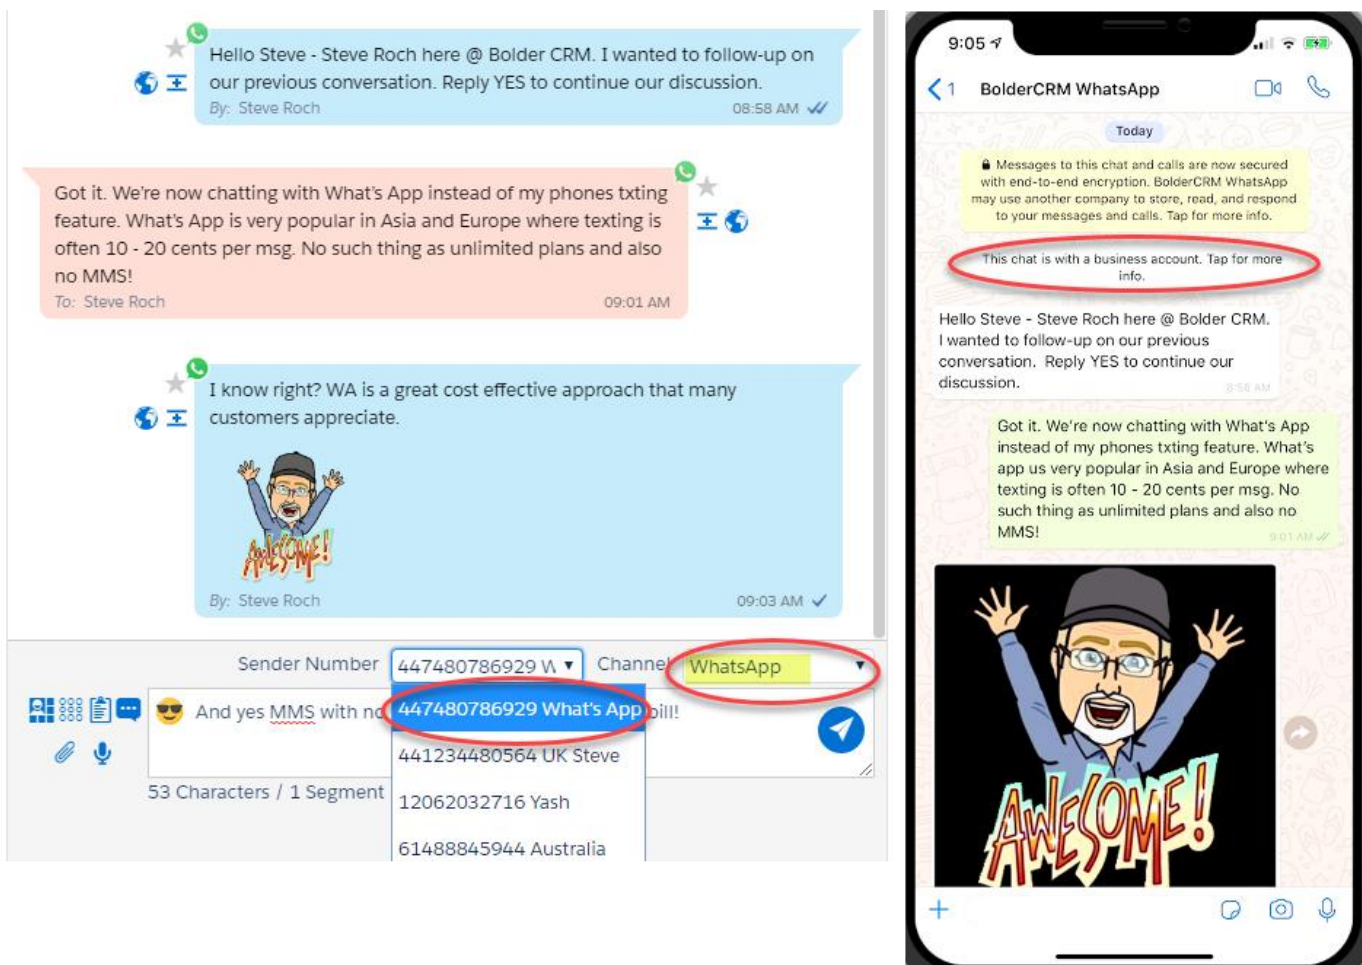 Hello Steve - Steve Roch here @ Bolder CRM. I wanted to follow-up on
our previous conversation. Reply YES to continue our discussion.
By: Steve Roch
08:58 AM
Got it. We're now chatting with What's App instead of my phones txting
feature. What's App is very popular in Asia and Europe where texting is
often 10 - 20 cents per msg. No such thing as unlimited plans and also
no MMS!
To: Steve Roch
09:01 AM
I know right? WA is a great cost effective approach that many
customers appreciate.
AWESOME!
By: Steve Roch
09:03 AM
Sender Number
447480786929 W
Channel
WhatsApp
And yes MMS with no
bill!
447480786929 What's App
441234480564 UK Steve
12062032716 Yash
61488845944 Australia
53 Characters / 1 Segment
9:05
1
BolderCRM WhatsApp
Today
Messages to this chat and calls are now secured
with end-to-end encryption. BolderCRM WhatsApp
may use another company to store, read, and respond
to your messages and calls. Tap for more info.
This chat is with a business account. Tap for more
info.
Hello Steve - Steve Roch here @ Bolder CRM.
I wanted to follow-up on our previous
conversation. Reply YES to continue our
discussion.
8:58 AM
Got it. We're now chatting with What's App
instead of my phones txting feature. What's
app us very popular in Asia and Europe where
texting is often 10 - 20 cents per msg. No
such thing as unlimited plans and also no
MMS!
9:01 AM
AWESOME!